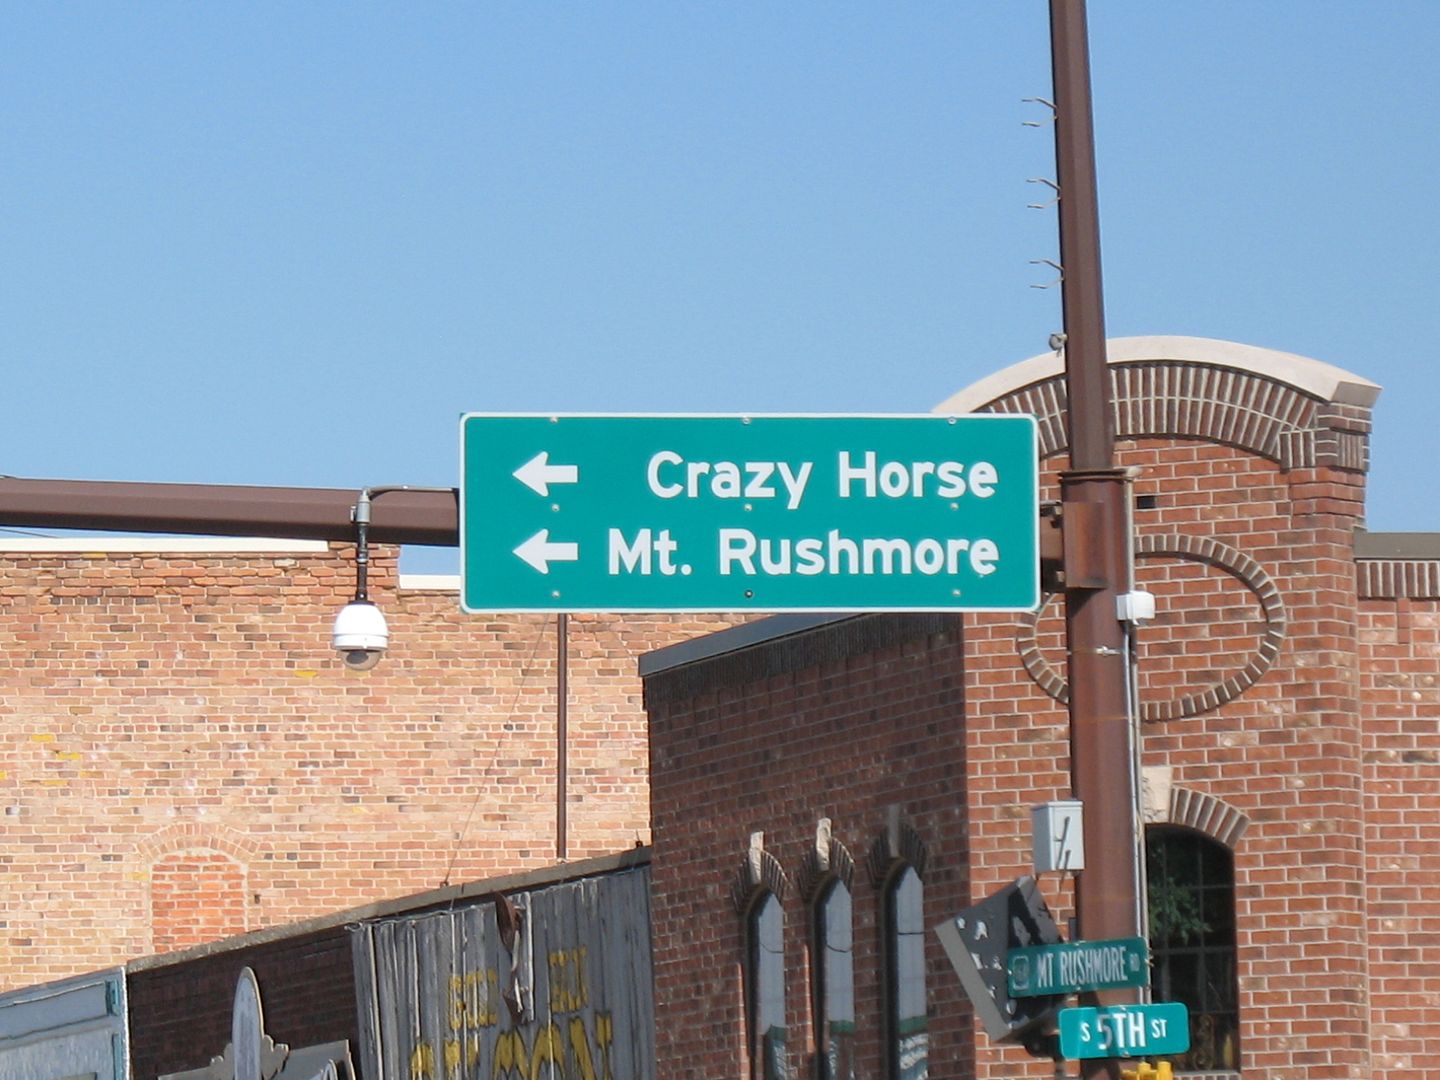 Crazy Horse
Mt. Rushmore
MT RUSHMORE RD
S 5TH ST